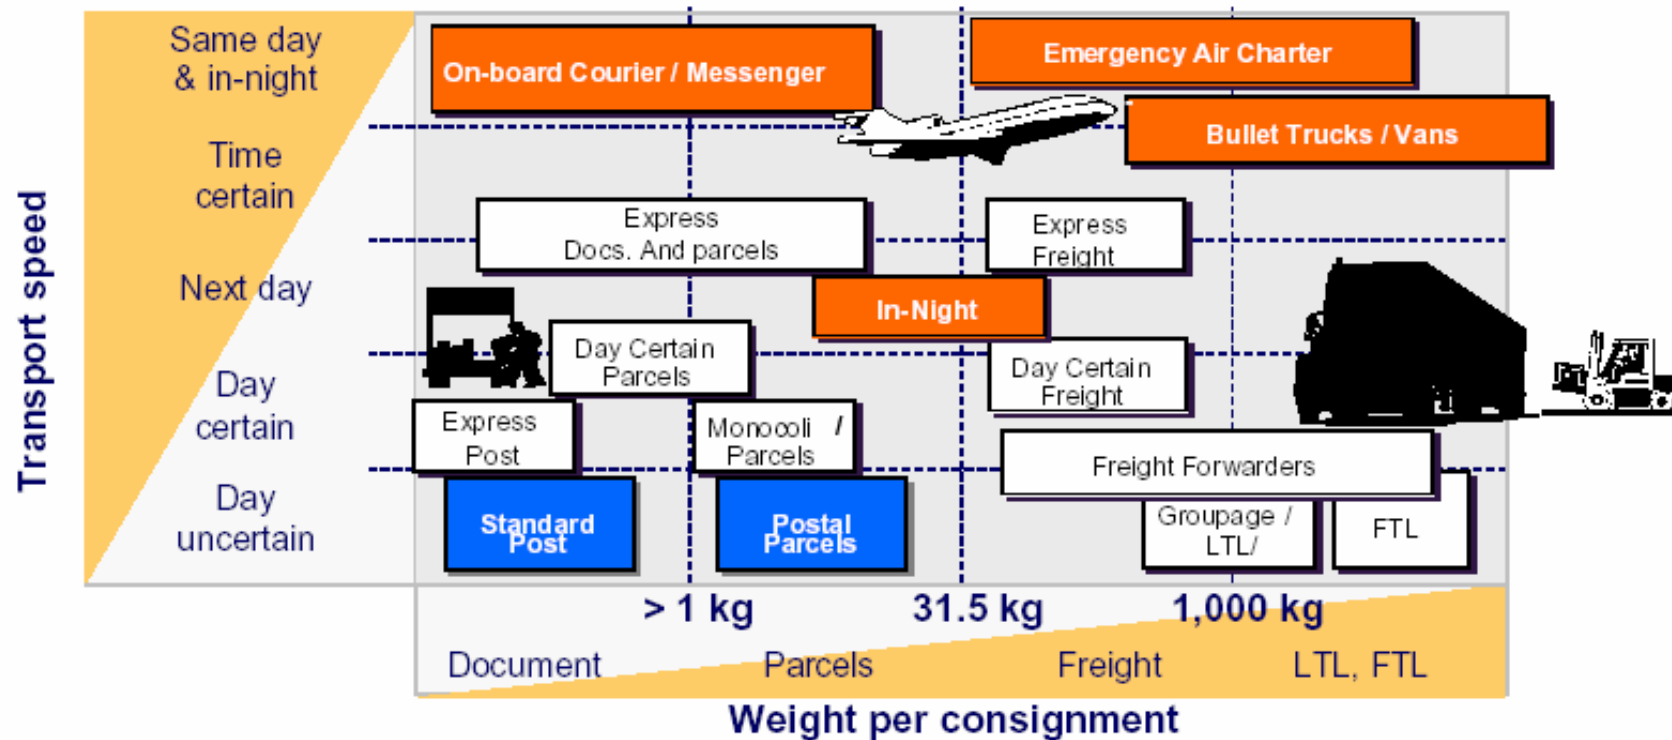 Same day
& in-night
Time
certain
Next day
Day
certain
Day
uncertain
Transport speed
On-board Courier / Messenger
Emergency Air Charter
Bullet Trucks / Vans
Express
Docs. And parcels
Express
Freight
In-Night
Day Certain
Parcels
Day Certain
Freight
Express
Post
Monocoli /
Parcels
Freight Forwarders
Standard
Post
Postal
Parcels
Groupage /
LTL/
FTL
> 1 kg
31.5 kg
1,000 kg
Document
Parcels
Freight
LTL, FTL
Weight per consignment